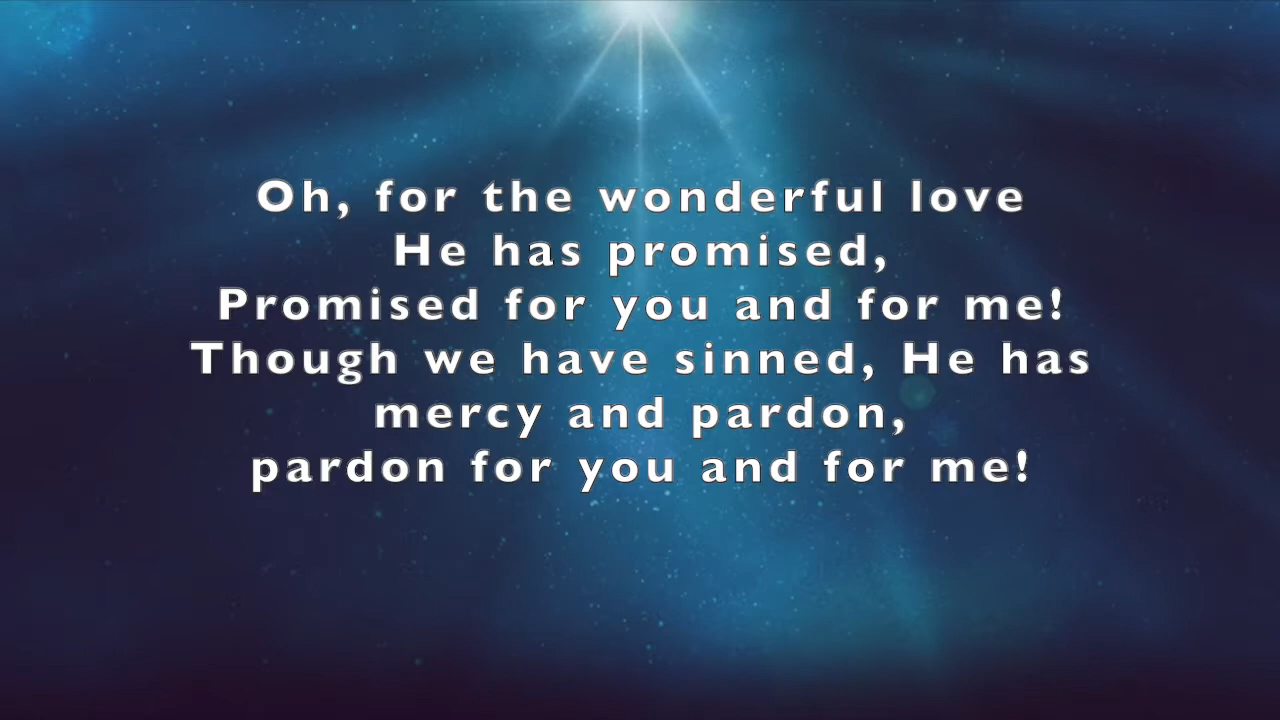 Oh, for the wonderful love
He has promised,
Promised for you and for me!
Though we have sinned, He has
mercy and pardon,
pardon for you and for me!